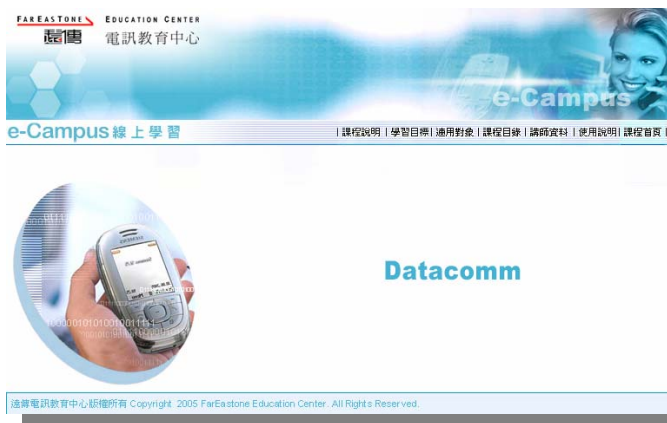 FAREASTONE EDUCATION CENTER
遠傳 電訊教育中心
e-Campus
e-Campus線上學習
| 課程說明 | 學習目標 | 適用對象 | 課程目錄 | 講師資料 | 使用說明 | 課程首頁 |
Datacomm
遠傳電訊教育中心版權所有 Copyright 2005 FarEastone Education Center. All Rights Reserved.